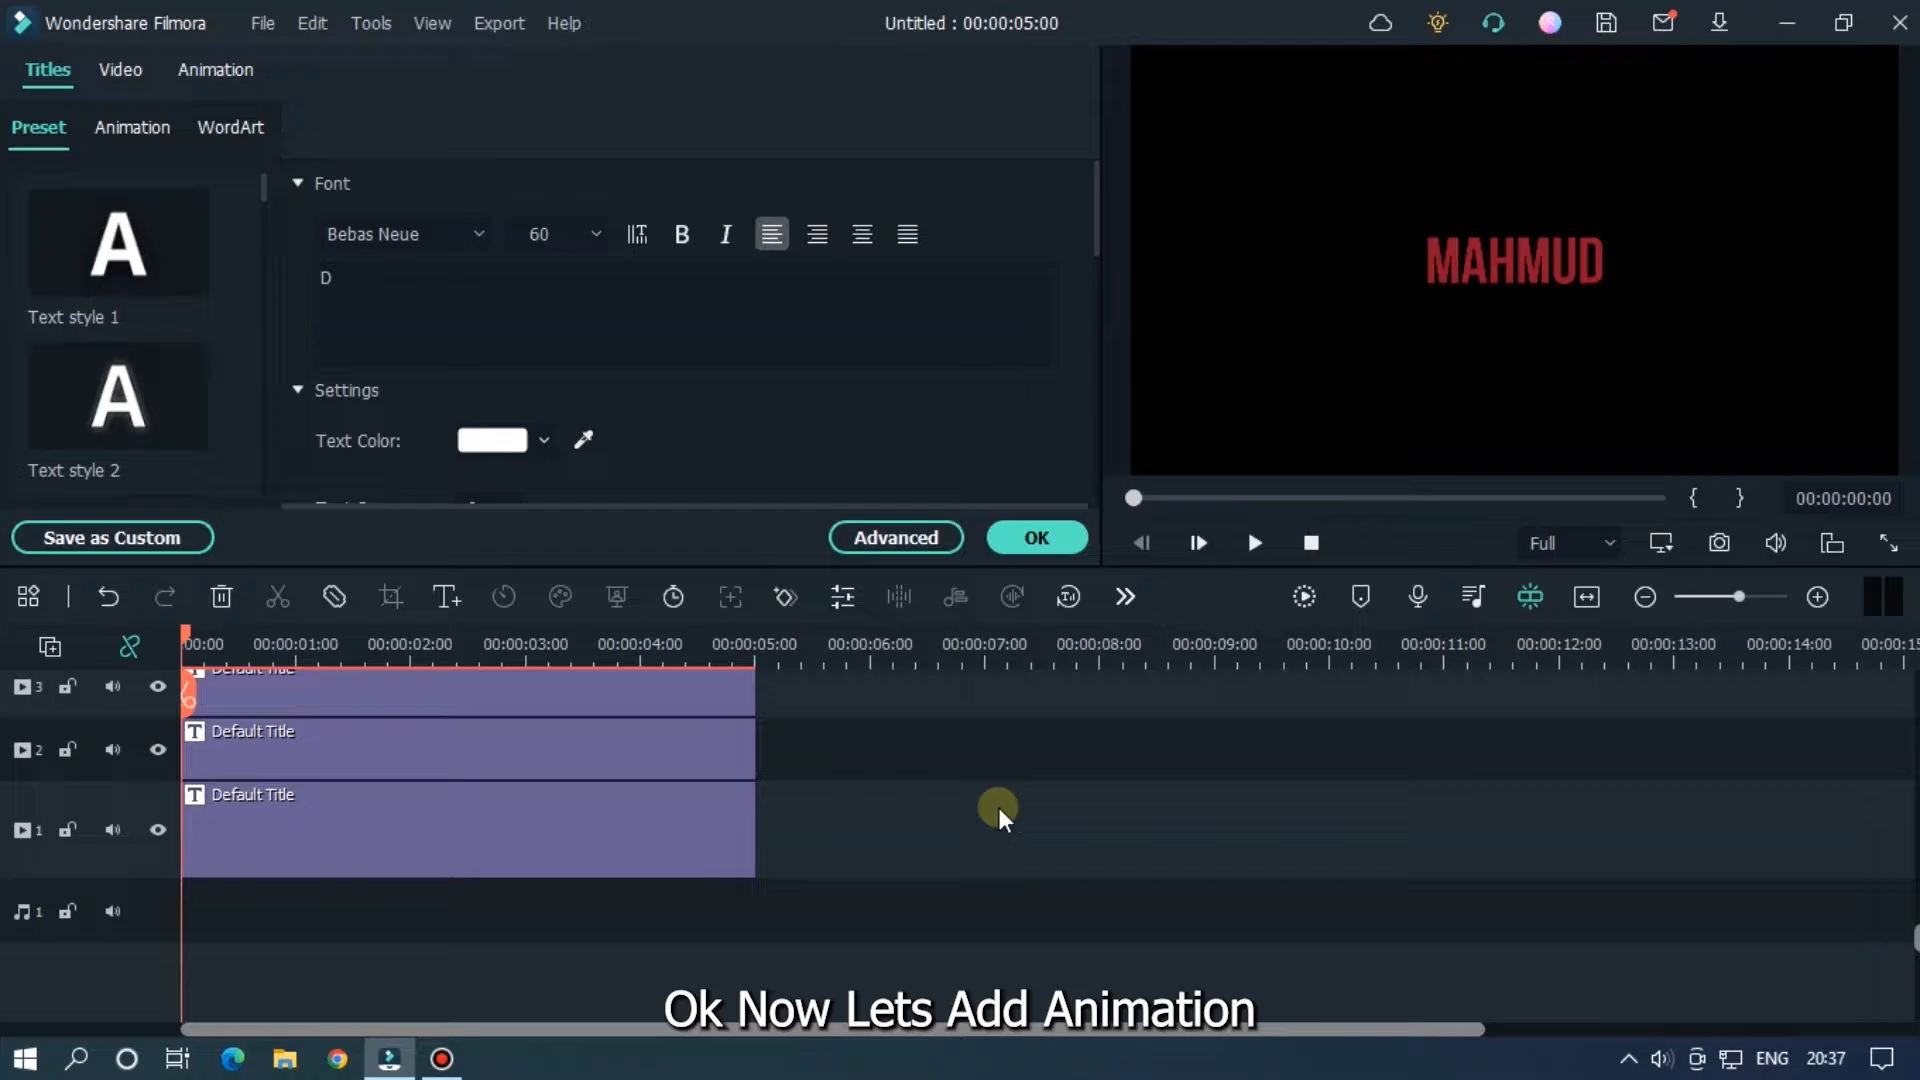 Wondershare Filmora File Edit Tools View Export Help Untitled : 00:00:05:00
Titles Video Animation
Preset Animation WordArt
A
Text style 1
A
Text style 2
Font
Bebas Neue 60 B I
D
Settings
Text Color:
Save as Custom Advanced OK
MAHMUD
{ } 00:00:00:00
Full
00:00 00:00:01:00 00:00:02:00 00:00:03:00 00:00:04:00 00:00:05:00 00:00:06:00 00:00:07:00 00:00:08:00 00:00:09:00 00:00:10:00 00:00:11:00 00:00:12:00 00:00:13:00 00:00:14:00 00:00:15
3 Default Title
2 T Default Title
1 T Default Title
1
Ok Now Lets Add Animation
ENG 20:37